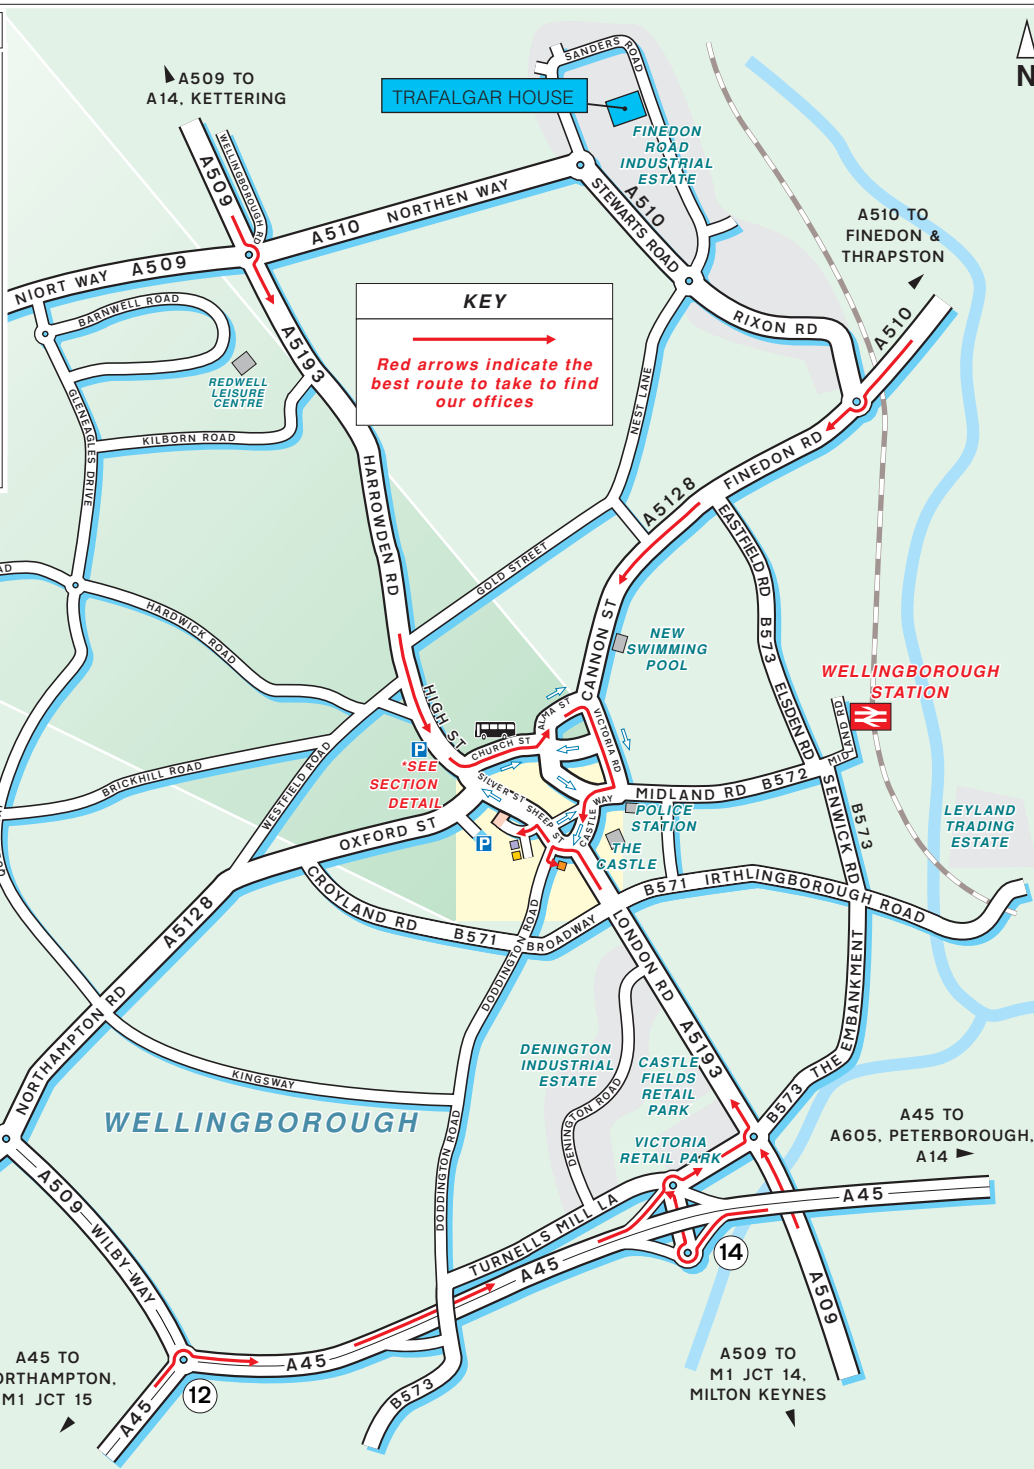 A509 TO
A14, KETTERING
TRAFALGAR HOUSE
SANDERS ROAD
FINEDON
ROAD
INDUSTRIAL
ESTATE
N
A509
WELLINGBOROUGH RD
A510 NORTHEN WAY
STEWARTS ROAD
A510
A510 TO
FINEDON &
THRAPSTON
NIORT WAY A509
BARNWELL ROAD
A5193
REDWELL
LEISURE
CENTRE
KEY
Red arrows indicate the
best route to take to find
our offices
RIXON RD
A510
GLENEAGLES DRIVE
KILBORN ROAD
NEST LANE
FINEDON RD
A5128
HARROWDEN RD
EASTFIELD RD
GOLD STREET
HARDWICK ROAD
CANNON ST
NEW
SWIMMING
POOL
B573
WELLINGBOROUGH
STATION
ELSDEN RD
MIDLAND RD
HIGH ST
ALMA ST
VICTORIA RD
CHURCH ST
P
*SEE
SECTION
DETAIL
BRICKHILL ROAD
WESTFIELD ROAD
SILVER ST
SHEEP ST
CASTLE WAY
MIDLAND RD B572
POLICE
STATION
SENWICK RD
B573
LEYLAND
TRADING
ESTATE
OXFORD ST
P
THE
CASTLE
CROYLAND RD
B571
BROADWAY
B571 IRTHLINGBOROUGH ROAD
A5128
LONDON RD
DODDINGTON ROAD
NORTHAMPTON RD
THE EMBANKMENT
A5193
DENINGTON
INDUSTRIAL
ESTATE
CASTLE
FIELDS
RETAIL
PARK
KINGSWAY
DENINGTON ROAD
B573
WELLINGBOROUGH
DODDINGTON ROAD
VICTORIA
RETAIL PARK
A45 TO
A605, PETERBOROUGH,
A14
A509 WILBY WAY
TURNELLS MILL LA
A45
A45
14
A509
A45
12
A45
B573
A45 TO
M1 JCT 15
A509 TO
M1 JCT 14,
MILTON KEYNES